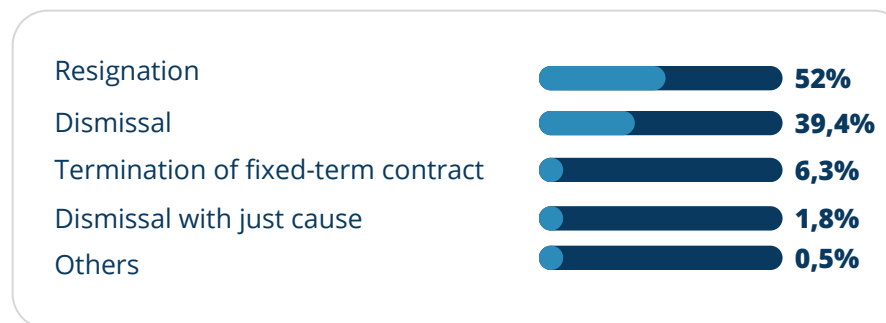 Resignation 52%
Dismissal 39,4%
Termination of fixed-term contract 6,3%
Dismissal with just cause 1,8%
Others 0,5%